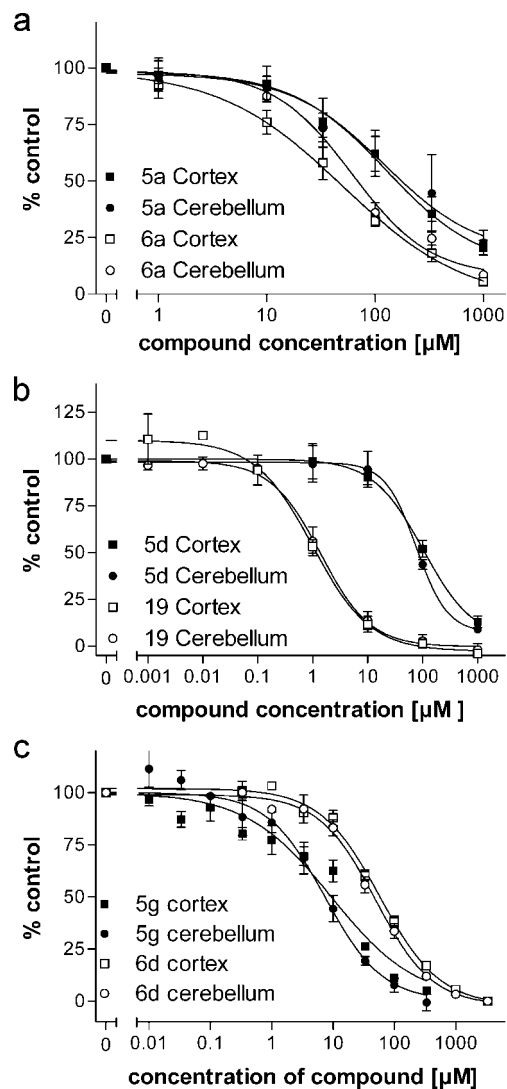 a
100
75
50
25
0
% control
5a Cortex
5a Cerebellum
6a Cortex
6a Cerebellum
0 1 10 100 1000
compound concentration [µM]
b
125
100
75
50
25
0
% control
5d Cortex
5d Cerebellum
19 Cortex
19 Cerebellum
0 0.001 0.01 0.1 1 10 100 1000
compound concentration [µM ]
c
100
75
50
25
0
% control
5g cortex
5g cerebellum
6d cortex
6d cerebellum
0 0.01 0.1 1 10 100 1000
concentration of compound [µM]